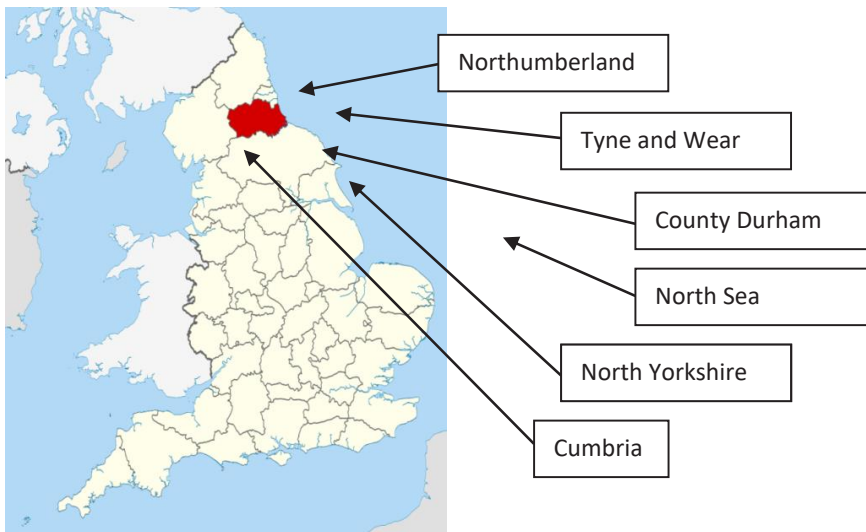 Northumberland
Tyne and Wear
County Durham
North Sea
North Yorkshire
Cumbria